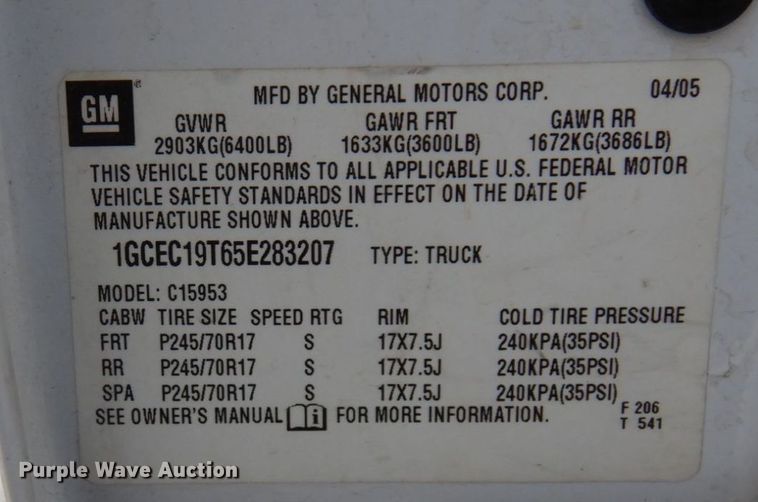 GM
MFD BY GENERAL MOTORS CORP. 04/05
GVWR GAWR FRT GAWR RR
2903KG(6400LB) 1633KG(3600LB) 1672KG(3686LB)
THIS VEHICLE CONFORMS TO ALL APPLICABLE U.S. FEDERAL MOTOR
VEHICLE SAFETY STANDARDS IN EFFECT ON THE DATE OF
MANUFACTURE SHOWN ABOVE.
1GCEC19T65E283207 TYPE: TRUCK
MODEL: C15953
CABW TIRE SIZE SPEED RTG RIM COLD TIRE PRESSURE
FRT P245/70R17 S 17X7.5J 240KPA(35PSI)
RR P245/70R17 S 17X7.5J 240KPA(35PSI)
SPA P245/70R17 S 17X7.5J 240KPA(35PSI)
SEE OWNER'S MANUAL i FOR MORE INFORMATION.
F 206
T 541
Purple Wave Auction